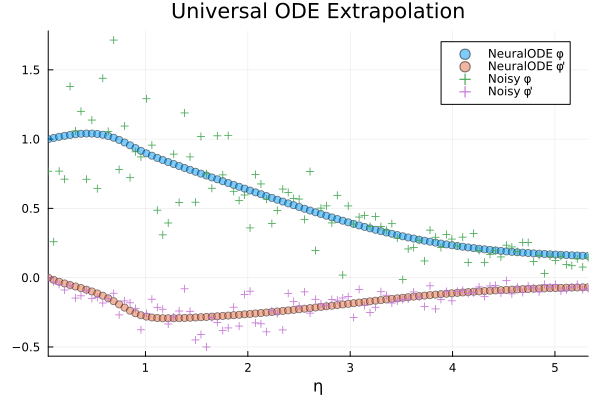 Universal ODE Extrapolation
NeuralODE φ
NeuralODE φ'
Noisy φ
Noisy φ'
1.5
1.0
0.5
0.0
−0.5
1 2 3 4 5
η